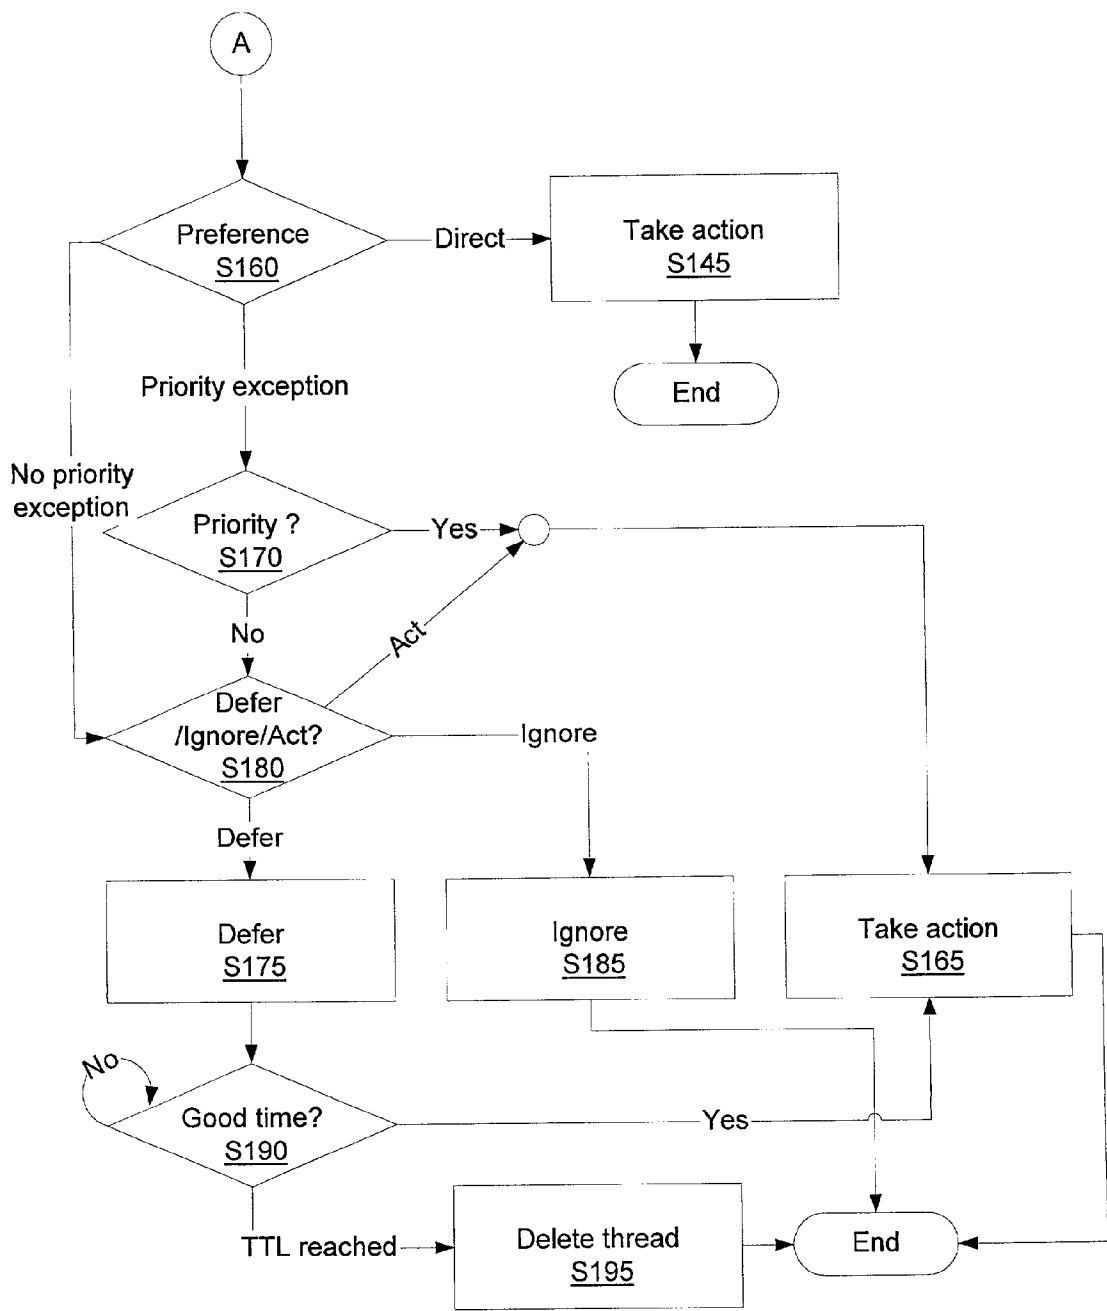 A
Preference
S160
Direct
Take action
S145
End
Priority exception
No priority
exception
Priority ?
S170
Yes
No
Act
Defer
/Ignore/Act?
S180
Ignore
Defer
Defer
S175
Ignore
S185
Take action
S165
No
Good time?
S190
Yes
TTL reached
Delete thread
S195
End